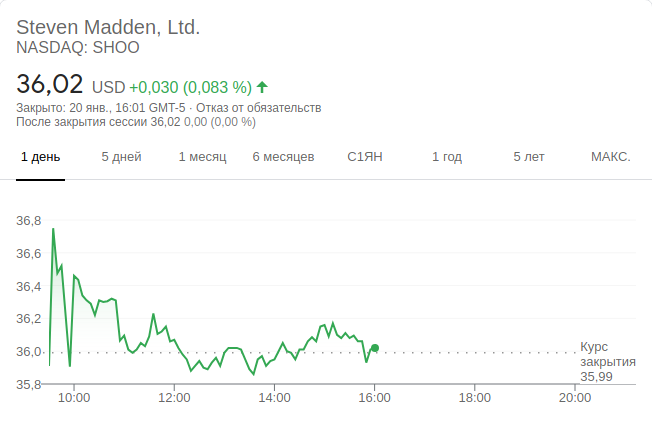 Steven Madden, Ltd.
NASDAQ: SHOO
36,02 USD +0,030 (0,083 %)
Закрыто: 20 янв., 16:01 GMT-5 · Отказ от обязательств
После закрытия сессии 36,02 0,00 (0,00 %)
1 день 5 дней 1 месяц 6 месяцев С1ЯН 1 год 5 лет МАКС.
36,8
36,6
36,4
36,2
36,0
35,8
Курс
закрытия
35,99
10:00 12:00 14:00 16:00 18:00 20:00